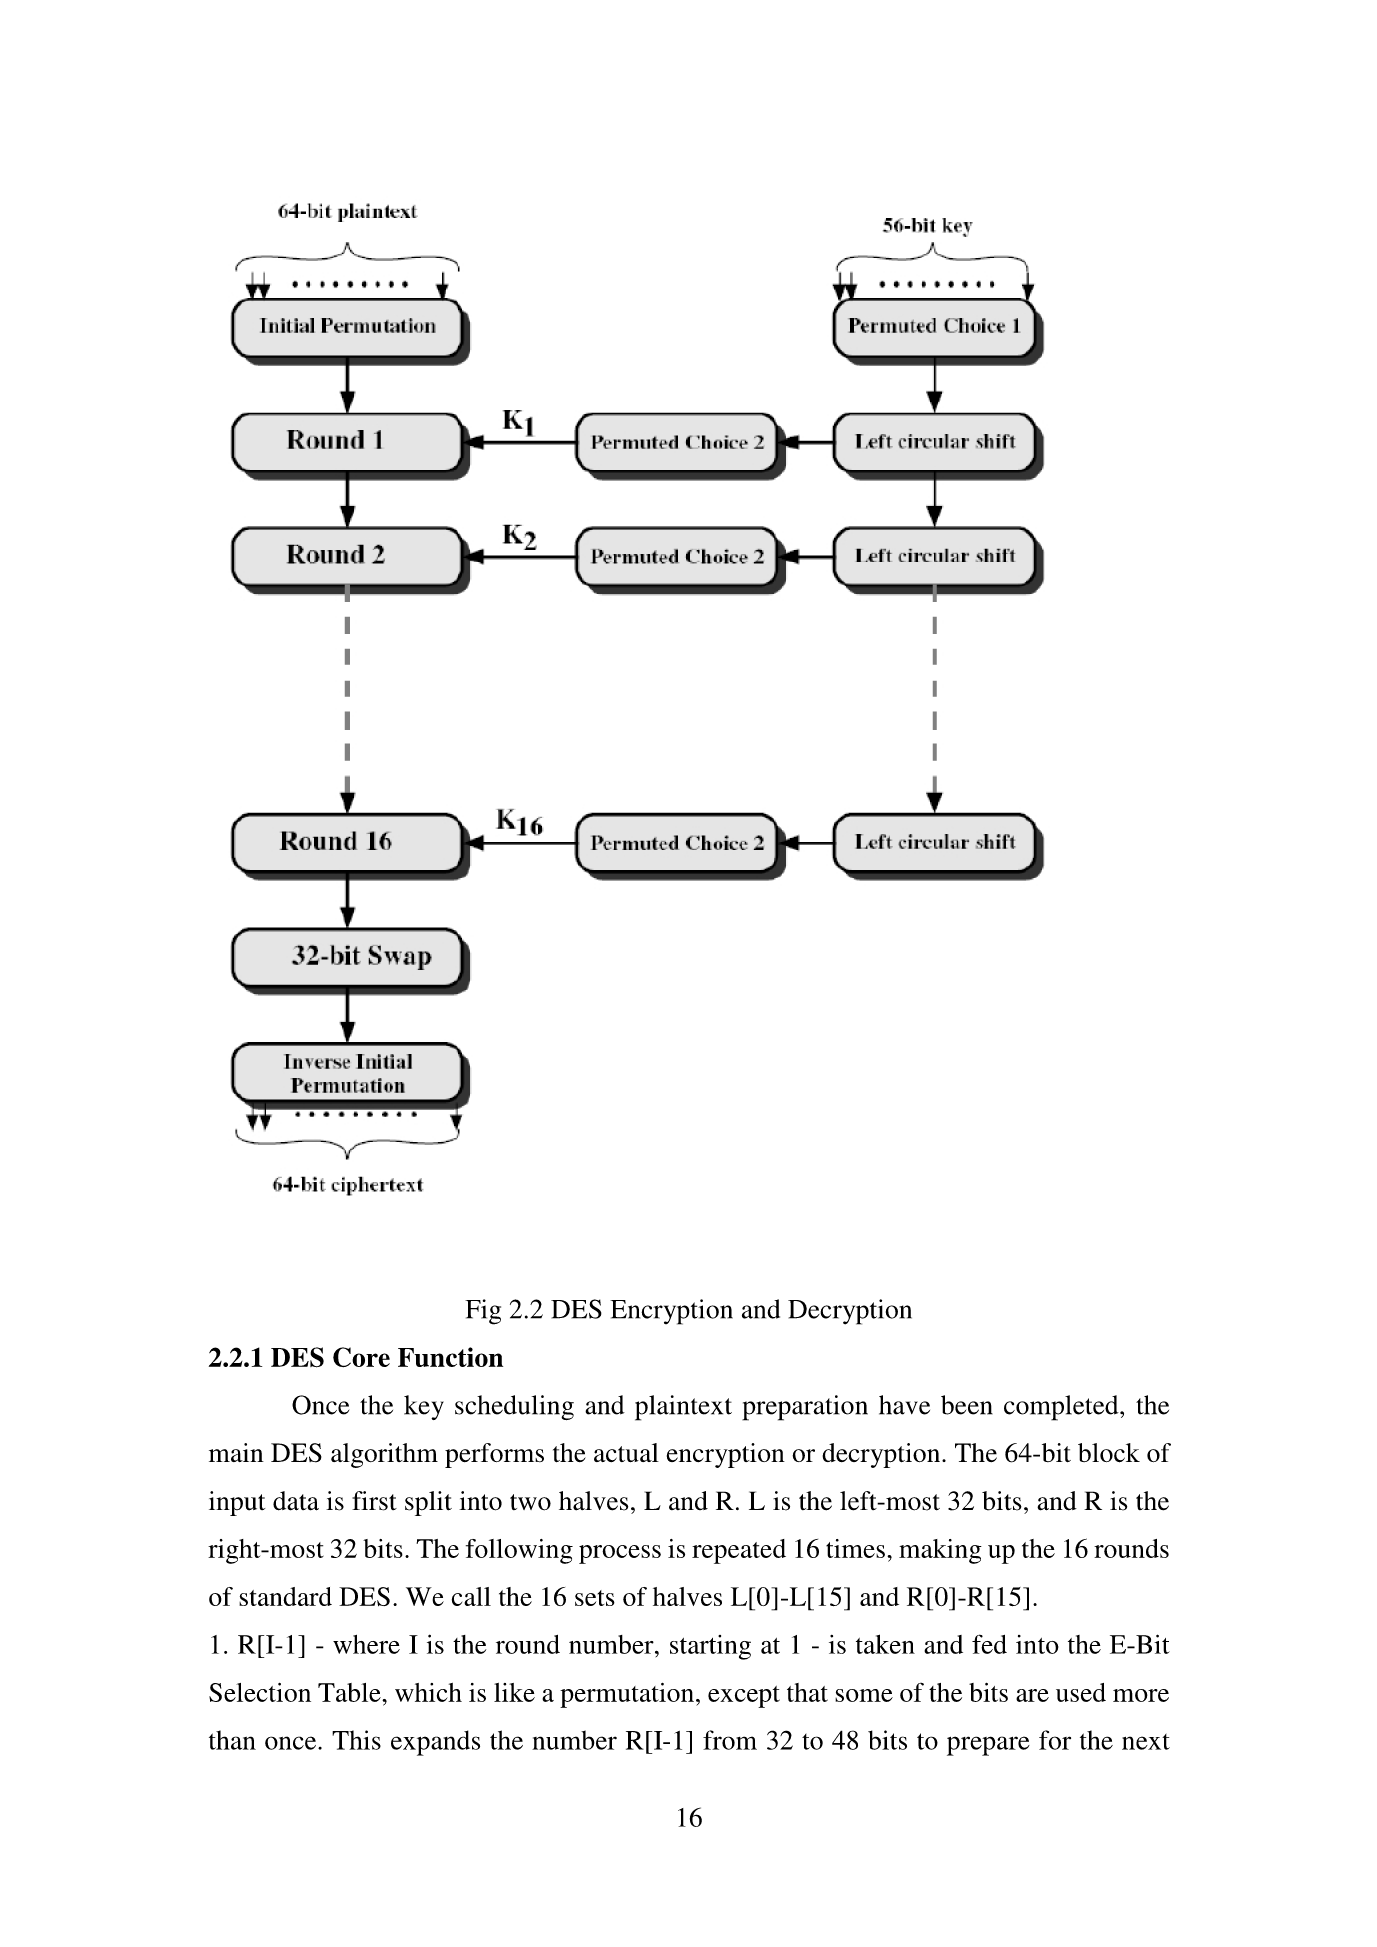 64-bit plaintext
56-bit key
Initial Permutation
Permuted Choice 1
Round 1
K1
Permuted Choice 2
Left circular shift
Round 2
K2
Permuted Choice 2
Left circular shift
Round 16
K16
Permuted Choice 2
Left circular shift
32-bit Swap
Inverse Initial
Permutation
64-bit ciphertext
Fig 2.2 DES Encryption and Decryption
2.2.1 DES Core Function
Once the key scheduling and plaintext preparation have been completed, the
main DES algorithm performs the actual encryption or decryption. The 64-bit block of
input data is first split into two halves, L and R. L is the left-most 32 bits, and R is the
right-most 32 bits. The following process is repeated 16 times, making up the 16 rounds
of standard DES. We call the 16 sets of halves L[0]-L[15] and R[0]-R[15].
1. R[I-1] - where I is the round number, starting at 1 - is taken and fed into the E-Bit
Selection Table, which is like a permutation, except that some of the bits are used more
than once. This expands the number R[I-1] from 32 to 48 bits to prepare for the next
16